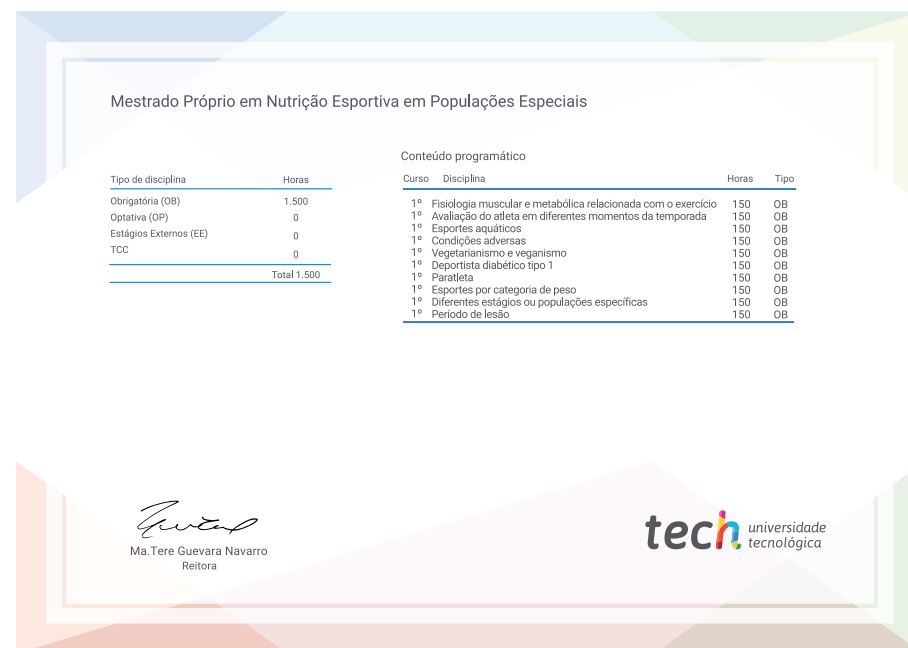 Mestrado Próprio em Nutrição Esportiva em Populações Especiais
Tipo de disciplina Horas
Obrigatória (OB) 1.500
Optativa (OP) 0
Estágios Externos (EE) 0
TCC 0
Total 1.500
Conteúdo programático
Curso Disciplina Horas Tipo
1º Fisiologia muscular e metabólica relacionada com o exercício 150 OB
1º Avaliação do atleta em diferentes momentos da temporada 150 OB
1º Esportes aquáticos 150 OB
1º Condições adversas 150 OB
1º Vegetarianismo e veganismo 150 OB
1º Deportista diabético tipo 1 150 OB
1º Paratleta 150 OB
1º Esportes por categoria de peso 150 OB
1º Diferentes estágios ou populações específicas 150 OB
1º Período de lesão 150 OB
Ma.Tere Guevara Navarro
Reitora
tech universidade
tecnológica